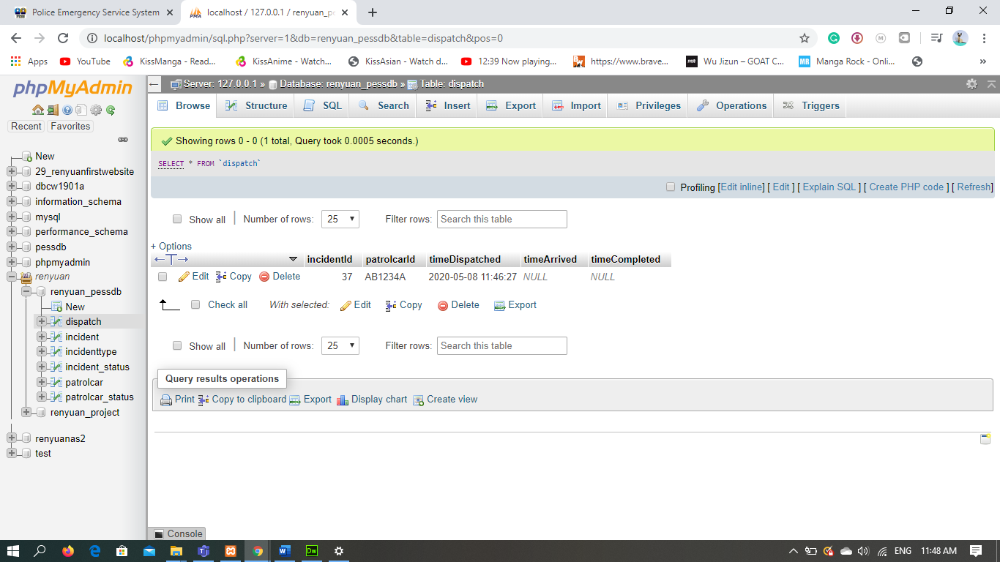 Police Emergency Service System
localhost / 127.0.0.1 / renyuan_pe
localhost/phpmyadmin/sql.php?server=1&db=renyuan_pessdb&table=dispatch&pos=0
Apps YouTube KissManga - Read... KissAnime - Watch... KissAsian - Watch d... 12:39 Now playing... https://www.brave... Wu Jizun – GOAT C... MR Manga Rock - Onli... »
phpMyAdmin
Recent Favorites
New
29_renyuanfirstwebsite
dbcw1901a
information_schema
mysql
performance_schema
pessdb
phpmyadmin
renyuan
renyuan_pessdb
New
dispatch
incident
incidenttype
incident_status
patrolcar
patrolcar_status
renyuan_project
renyuanas2
test
Server: 127.0.0.1 » Database: renyuan_pessdb » Table: dispatch
Browse Structure SQL Search Insert Export Import Privileges Operations Triggers
Showing rows 0 - 0 (1 total, Query took 0.0005 seconds.)
SELECT * FROM `dispatch`
Profiling [Edit inline] [ Edit ] [ Explain SQL ] [ Create PHP code ] [ Refresh]
Show all | Number of rows: 25 Filter rows: Search this table
+ Options
←T→ incidentId patrolcarId timeDispatched timeArrived timeCompleted
Edit Copy Delete 37 AB1234A 2020-05-08 11:46:27 NULL NULL
Check all With selected: Edit Copy Delete Export
Show all | Number of rows: 25 Filter rows: Search this table
Query results operations
Print Copy to clipboard Export Display chart Create view
Console
Dw ENG 11:48 AM